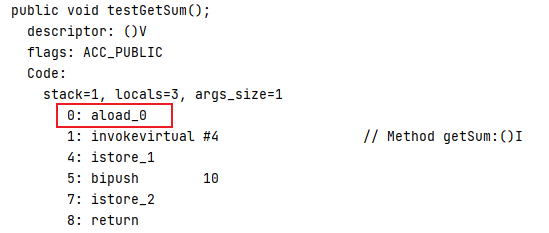 public void testGetSum();
descriptor: ()V
flags: ACC_PUBLIC
Code:
stack=1, locals=3, args_size=1
0: aload_0
1: invokevirtual #4 // Method getSum:()I
4: istore_1
5: bipush 10
7: istore_2
8: return